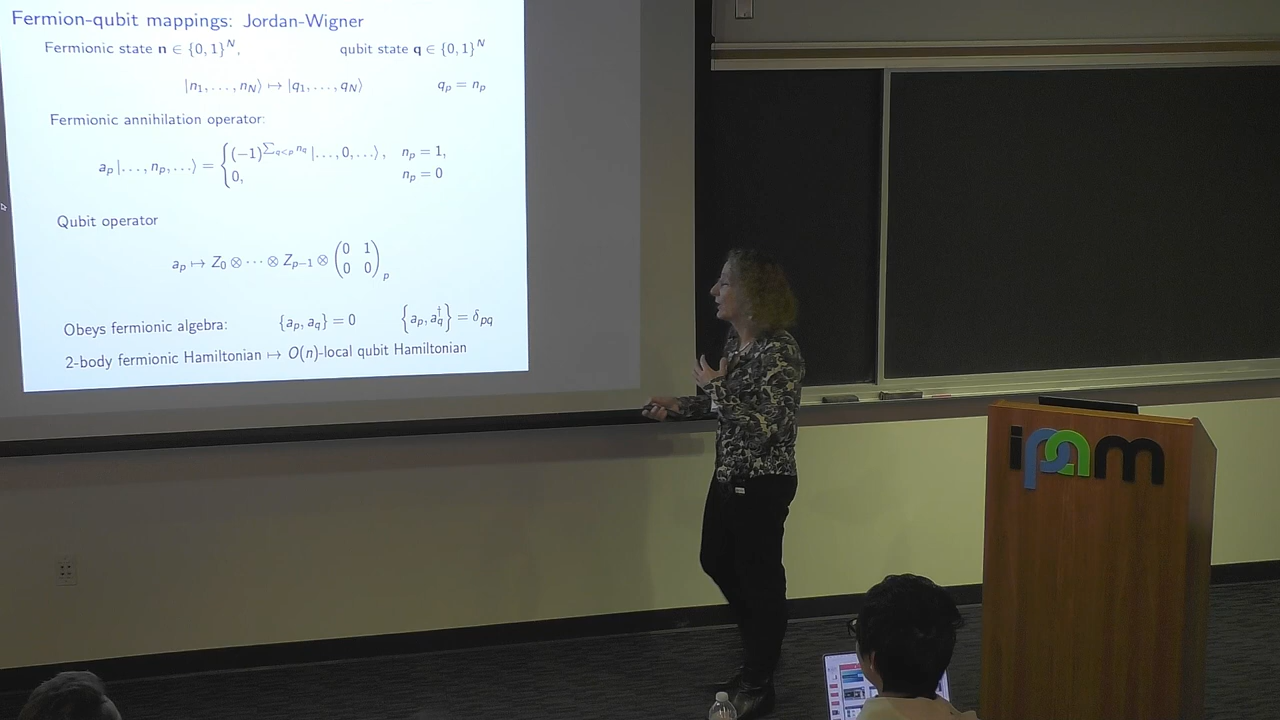 Fermion-qubit mappings: Jordan-Wigner
Fermionic state n ∈ {0, 1}^N, qubit state q ∈ {0, 1}^N
|n_1, . . . , n_N⟩ ↦ |q_1, . . . , q_N⟩ q_p = n_p
Fermionic annihilation operator:
a_p |. . . , n_p, . . .⟩ = { (−1)^{∑_{q<p} n_q} |. . . , 0, . . .⟩, n_p = 1,
0, n_p = 0
Qubit operator
a_p ↦ Z_0 ⊗ · · · ⊗ Z_{p−1} ⊗ (0 1
0 0)_p
Obeys fermionic algebra: {a_p, a_q} = 0 {a_p, a_q^†} = δ_{pq}
2-body fermionic Hamiltonian ↦ O(n)-local qubit Hamiltonian
ipam